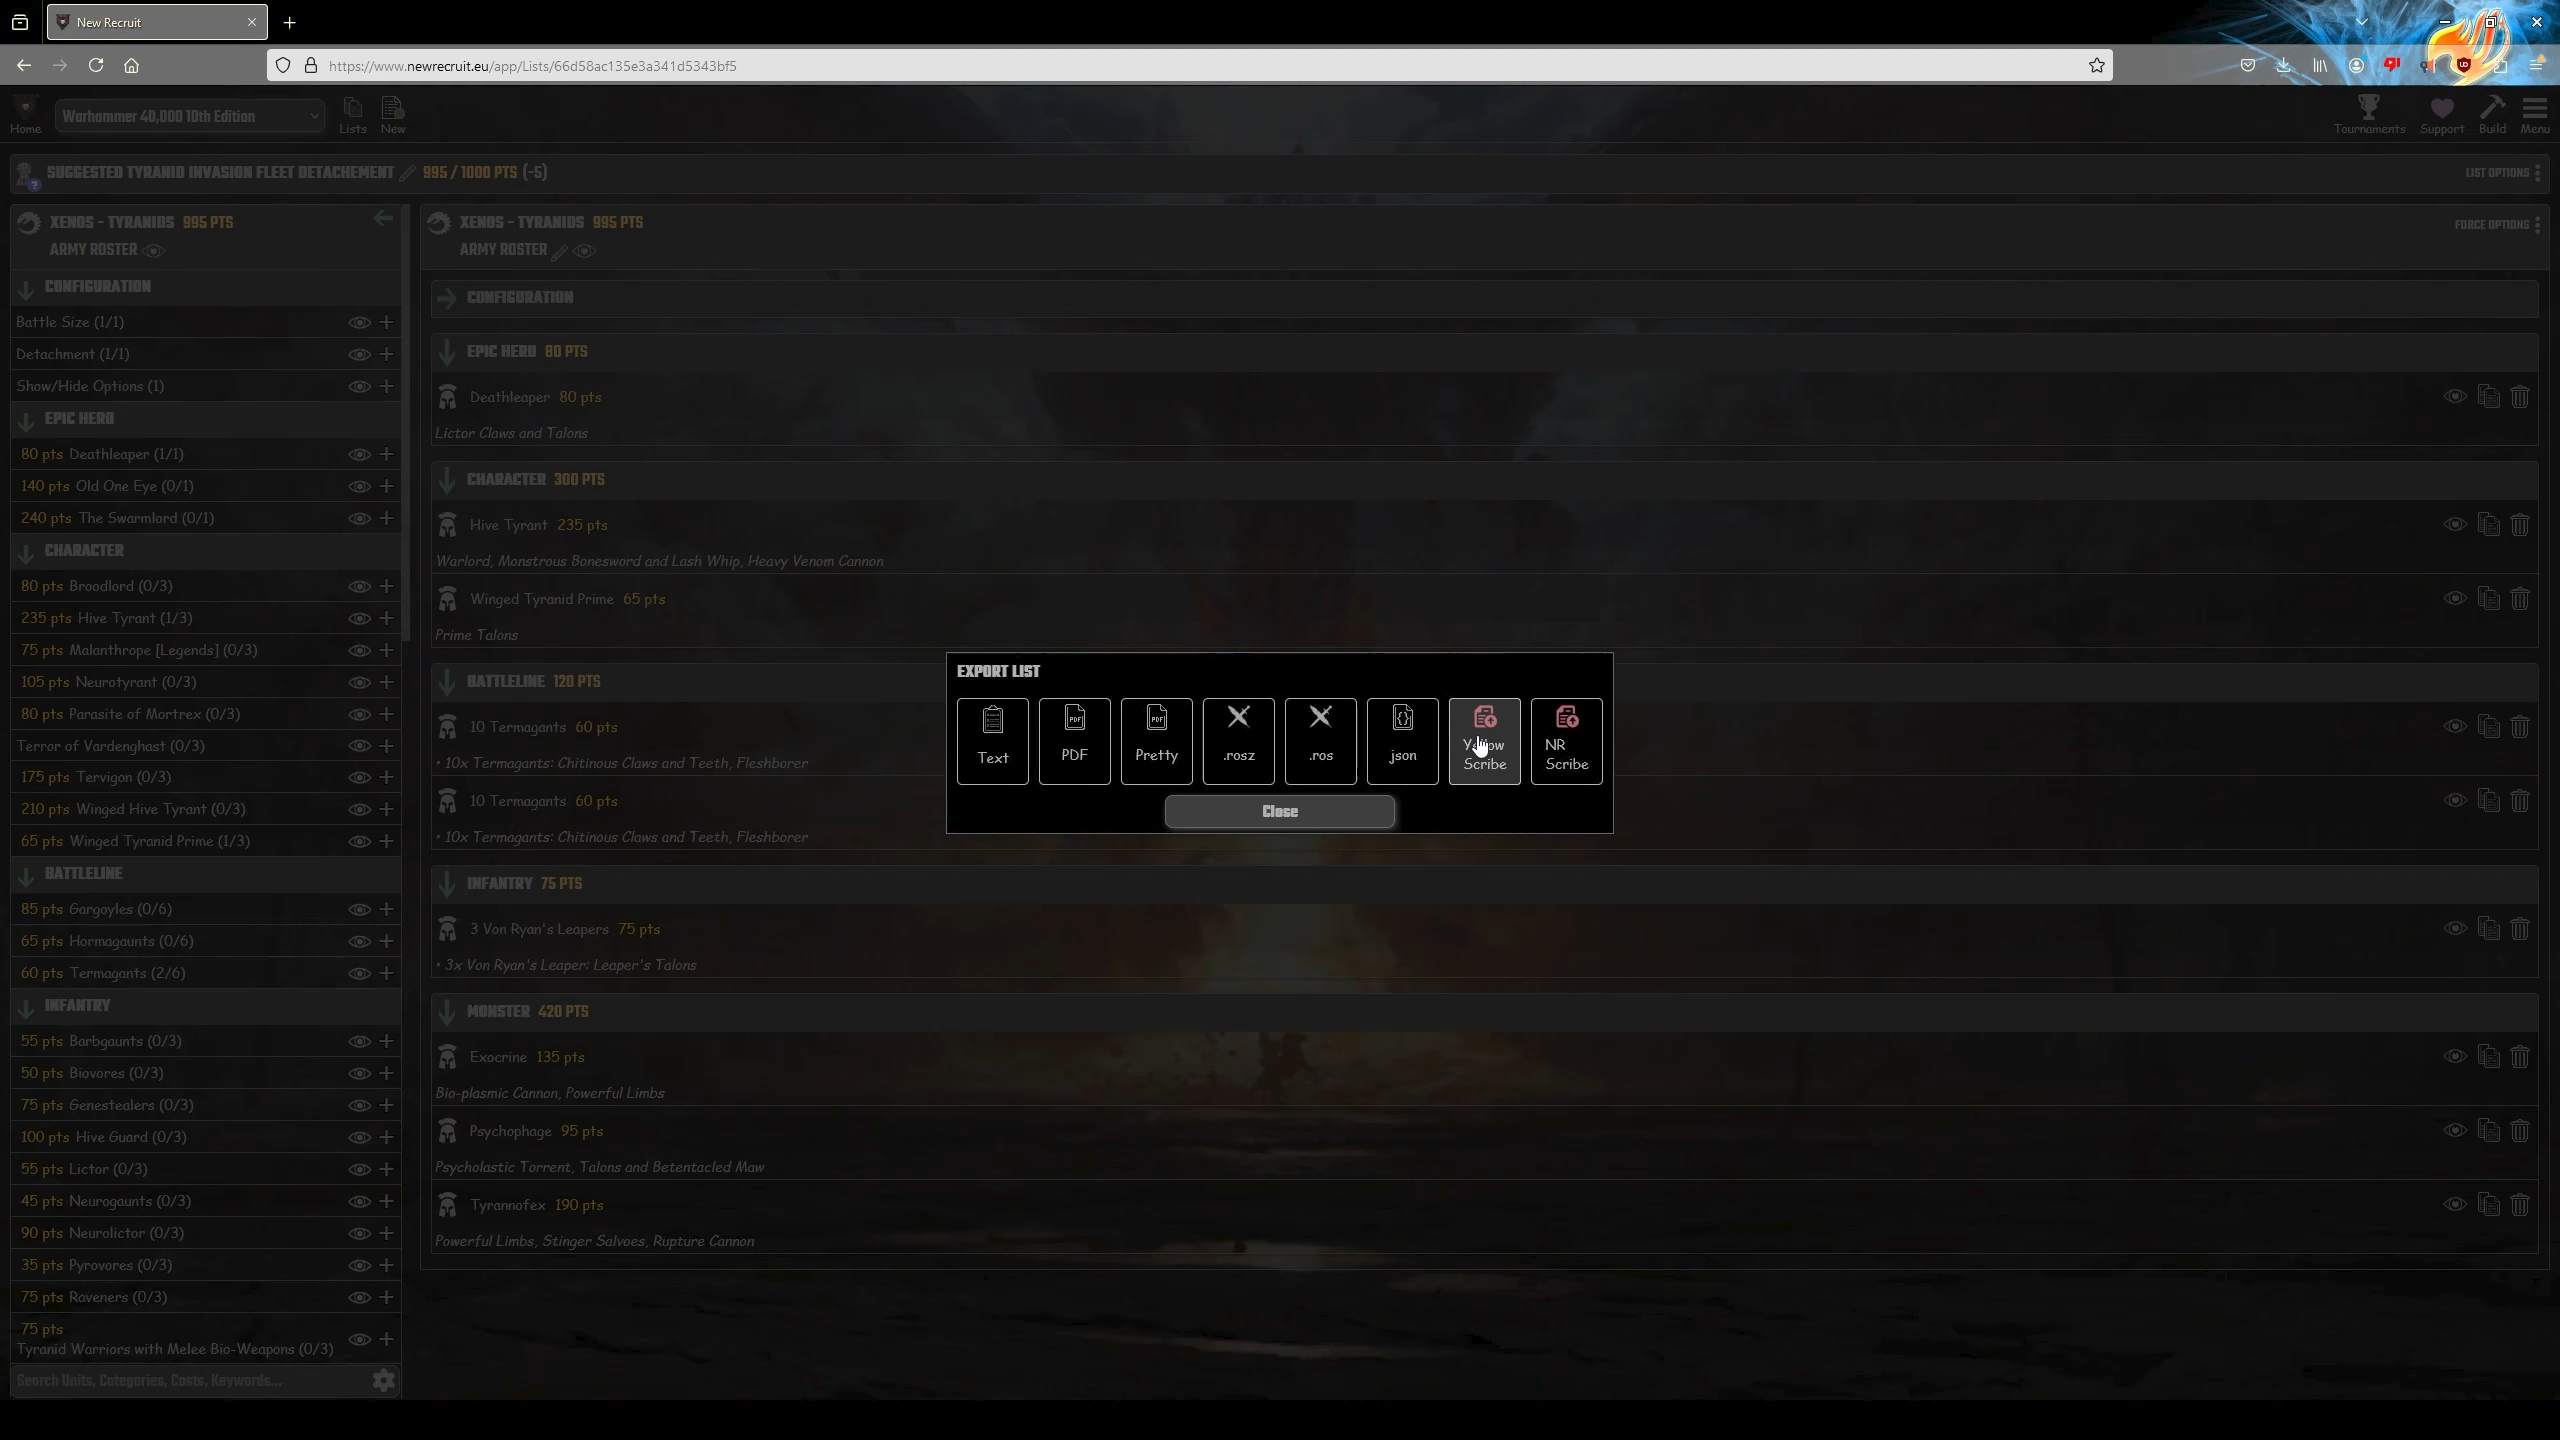 New Recruit
https://www.newrecruit.eu/app/Lists/66d58ac135e3a341d5343bf5
Home
Warhammer 40,000 10th Edition
Lists
New
Tournaments
Support
Build
Menu
SUGGESTED TYRANID INVASION FLEET DETACHEMENT 995 / 1000 PTS (-5)
LIST OPTIONS
XENOS - TYRANIDS 995 PTS
ARMY ROSTER
CONFIGURATION
Battle Size (1/1)
Detachment (1/1)
Show/Hide Options (1)
EPIC HERO
80 pts Deathleaper (1/1)
140 pts Old One Eye (0/1)
240 pts The Swarmlord (0/1)
CHARACTER
80 pts Broodlord (0/3)
235 pts Hive Tyrant (1/3)
75 pts Malanthrope [Legends] (0/3)
105 pts Neurotyrant (0/3)
80 pts Parasite of Mortrex (0/3)
Terror of Vardenghast (0/3)
175 pts Tervigon (0/3)
210 pts Winged Hive Tyrant (0/3)
65 pts Winged Tyranid Prime (1/3)
BATTLELINE
85 pts Gargoyles (0/6)
65 pts Hormagaunts (0/6)
60 pts Termagants (2/6)
INFANTRY
55 pts Barbgaunts (0/3)
50 pts Biovores (0/3)
75 pts Genestealers (0/3)
100 pts Hive Guard (0/3)
55 pts Lictor (0/3)
45 pts Neurogaunts (0/3)
90 pts Neurolictor (0/3)
35 pts Pyrovores (0/3)
75 pts Raveners (0/3)
75 pts
Tyranid Warriors with Melee Bio-Weapons (0/3)
Search Units, Categories, Costs, Keywords...
XENOS - TYRANIDS 995 PTS
ARMY ROSTER
FORCE OPTIONS
CONFIGURATION
EPIC HERO 80 PTS
Deathleaper 80 pts
Lictor Claws and Talons
CHARACTER 300 PTS
Hive Tyrant 235 pts
Warlord, Monstrous Bonesword and Lash Whip, Heavy Venom Cannon
Winged Tyranid Prime 65 pts
Prime Talons
BATTLELINE 120 PTS
10 Termagants 60 pts
• 10x Termagants: Chitinous Claws and Teeth, Fleshborer
10 Termagants 60 pts
• 10x Termagants: Chitinous Claws and Teeth, Fleshborer
INFANTRY 75 PTS
3 Von Ryan's Leapers 75 pts
• 3x Von Ryan's Leaper: Leaper's Talons
MONSTER 420 PTS
Exocrine 135 pts
Bio-plasmic Cannon, Powerful Limbs
Psychophage 95 pts
Psycholastic Torrent, Talons and Betentacled Maw
Tyrannofex 190 pts
Powerful Limbs, Stinger Salvoes, Rupture Cannon
EXPORT LIST
Text
PDF
Pretty
.rosz
.ros
json
Yellow
Scribe
NR
Scribe
Close